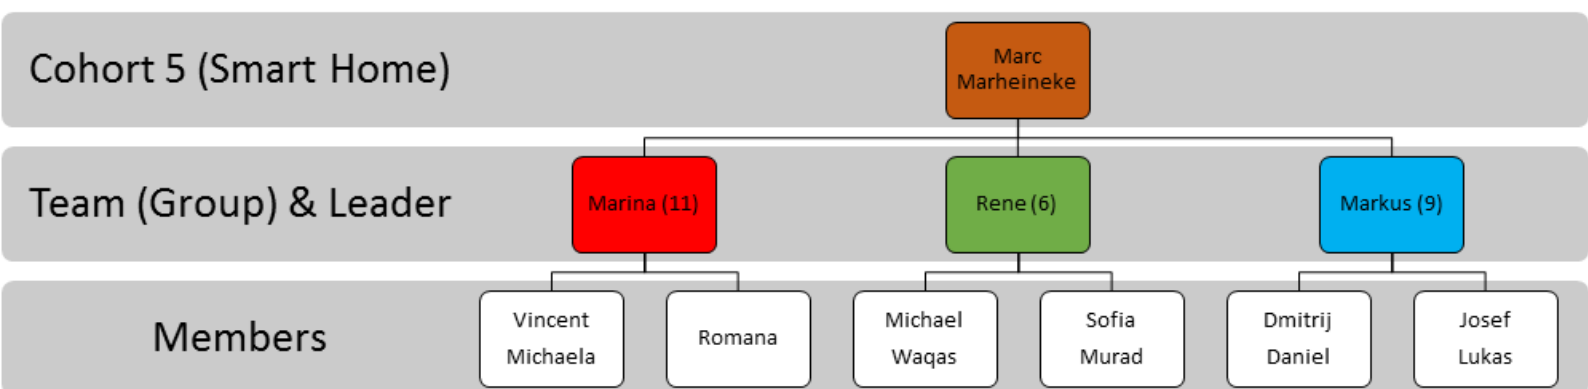 Cohort 5 (Smart Home)
Marc
Marheineke
Team (Group) & Leader
Marina (11)
Rene (6)
Markus (9)
Members
Vincent
Michaela
Romana
Michael
Waqas
Sofia
Murad
Dmitrij
Daniel
Josef
Lukas